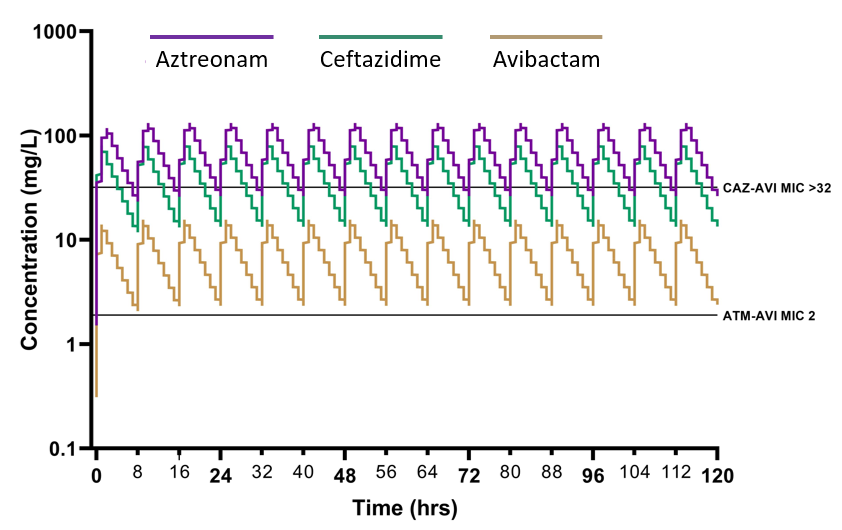 1000
Aztreonam Ceftazidime Avibactam
100
CAZ-AVI MIC >32
10
ATM-AVI MIC 2
1
0.1
Concentration (mg/L)
0 8 16 24 32 40 48 56 64 72 80 88 96 104 112 120
Time (hrs)